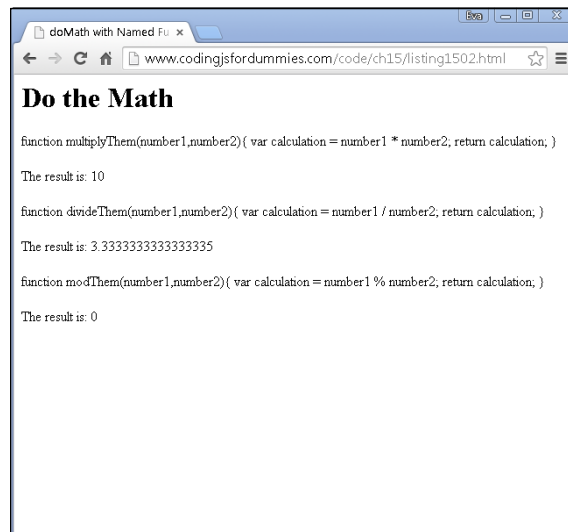 Eva
doMath with Named Fu
www.codingjsfordummies.com/code/ch15/listing1502.html
Do the Math
function multiplyThem(number1,number2){ var calculation = number1 * number2; return calculation; }
The result is: 10
function divideThem(number1,number2){ var calculation = number1 / number2; return calculation; }
The result is: 3.3333333333333335
function modThem(number1,number2){ var calculation = number1 % number2; return calculation; }
The result is: 0